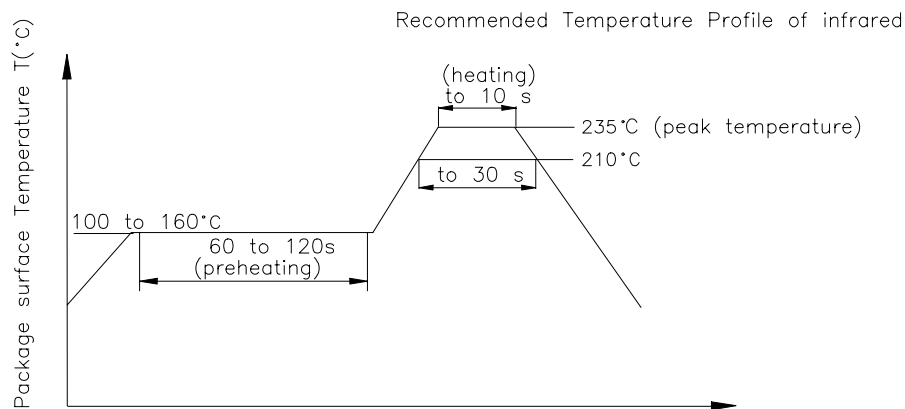 Recommended Temperature Profile of infrared
Package surface Temperature T(°C)
(heating)
to 10 s
235°C (peak temperature)
210°C
to 30 s
100 to 160°C
60 to 120s
(preheating)